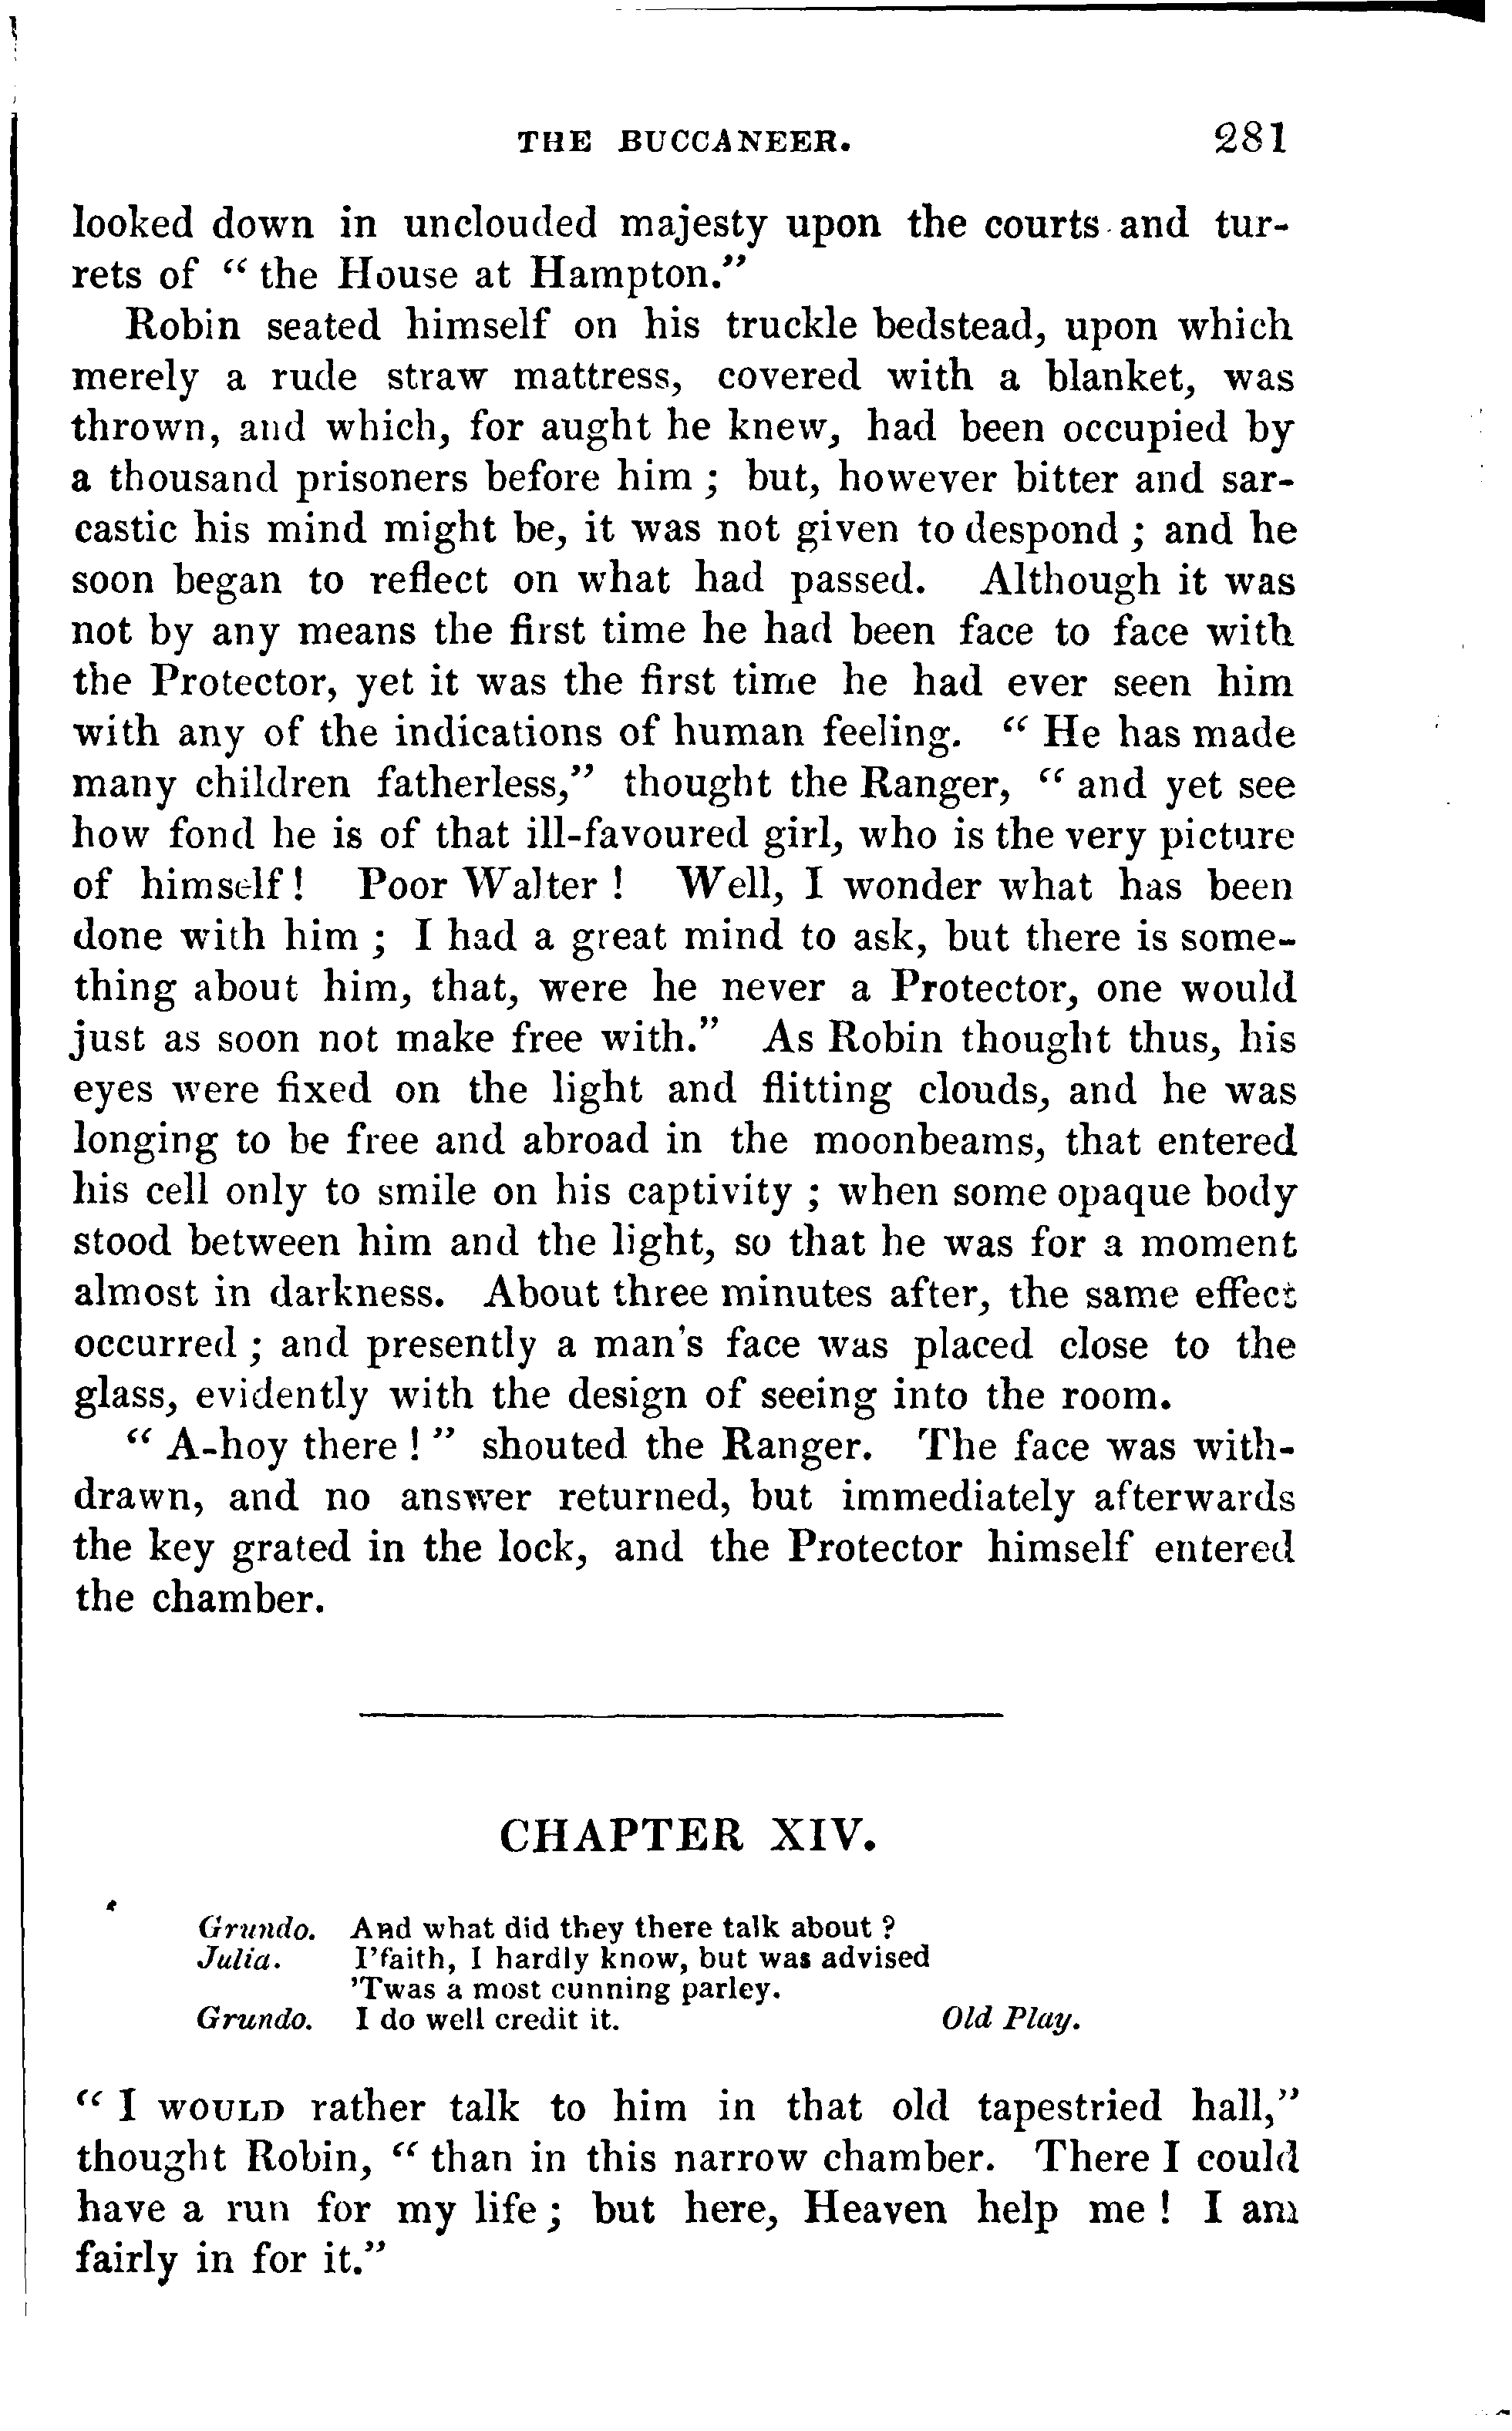 THE BUCCANEER. 281
looked down in unclouded majesty upon the courts and tur-
rets of “ the House at Hampton.”
Robin seated himself on his truckle bedstead, upon which
merely a rude straw mattress, covered with a blanket, was
thrown, and which, for aught he knew, had been occupied by
a thousand prisoners before him ; but, however bitter and sar-
castic his mind might be, it was not given to despond ; and he
soon began to reflect on what had passed. Although it was
not by any means the first time he had been face to face with
the Protector, yet it was the first time he had ever seen him
with any of the indications of human feeling. “ He has made
many children fatherless,” thought the Ranger, “ and yet see
how fond he is of that ill-favoured girl, who is the very picture
of himself ! Poor Walter ! Well, I wonder what has been
done with him ; I had a great mind to ask, but there is some-
thing about him, that, were he never a Protector, one would
just as soon not make free with.” As Robin thought thus, his
eyes were fixed on the light and flitting clouds, and he was
longing to be free and abroad in the moonbeams, that entered
his cell only to smile on his captivity ; when some opaque body
stood between him and the light, so that he was for a moment
almost in darkness. About three minutes after, the same effect
occurred ; and presently a man's face was placed close to the
glass, evidently with the design of seeing into the room.
“ A-hoy there ! ” shouted the Ranger. The face was with-
drawn, and no answer returned, but immediately afterwards
the key grated in the lock, and the Protector himself entered
the chamber.
CHAPTER XIV.
Grundo. And what did they there talk about ?
Julia. I’faith, I hardly know, but was advised
’Twas a most cunning parley.
Grundo. I do well credit it. Old Play.
“ I WOULD rather talk to him in that old tapestried hall,”
thought Robin, “ than in this narrow chamber. There I could
have a run for my life ; but here, Heaven help me ! I am
fairly in for it.”